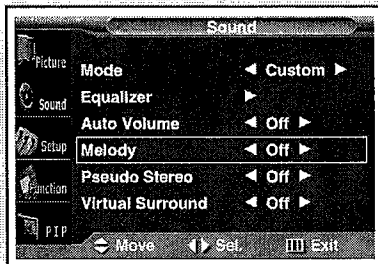 Sound
Picture
Sound
Setup
Function
PIP
Mode ◀ Custom ▶
Equalizer ▶
Auto Volume ◀ Off ▶
Melody ◀ Off ▶
Pseudo Stereo ◀ Off ▶
Virtual Surround ◀ Off ▶
Move Sel. Exit